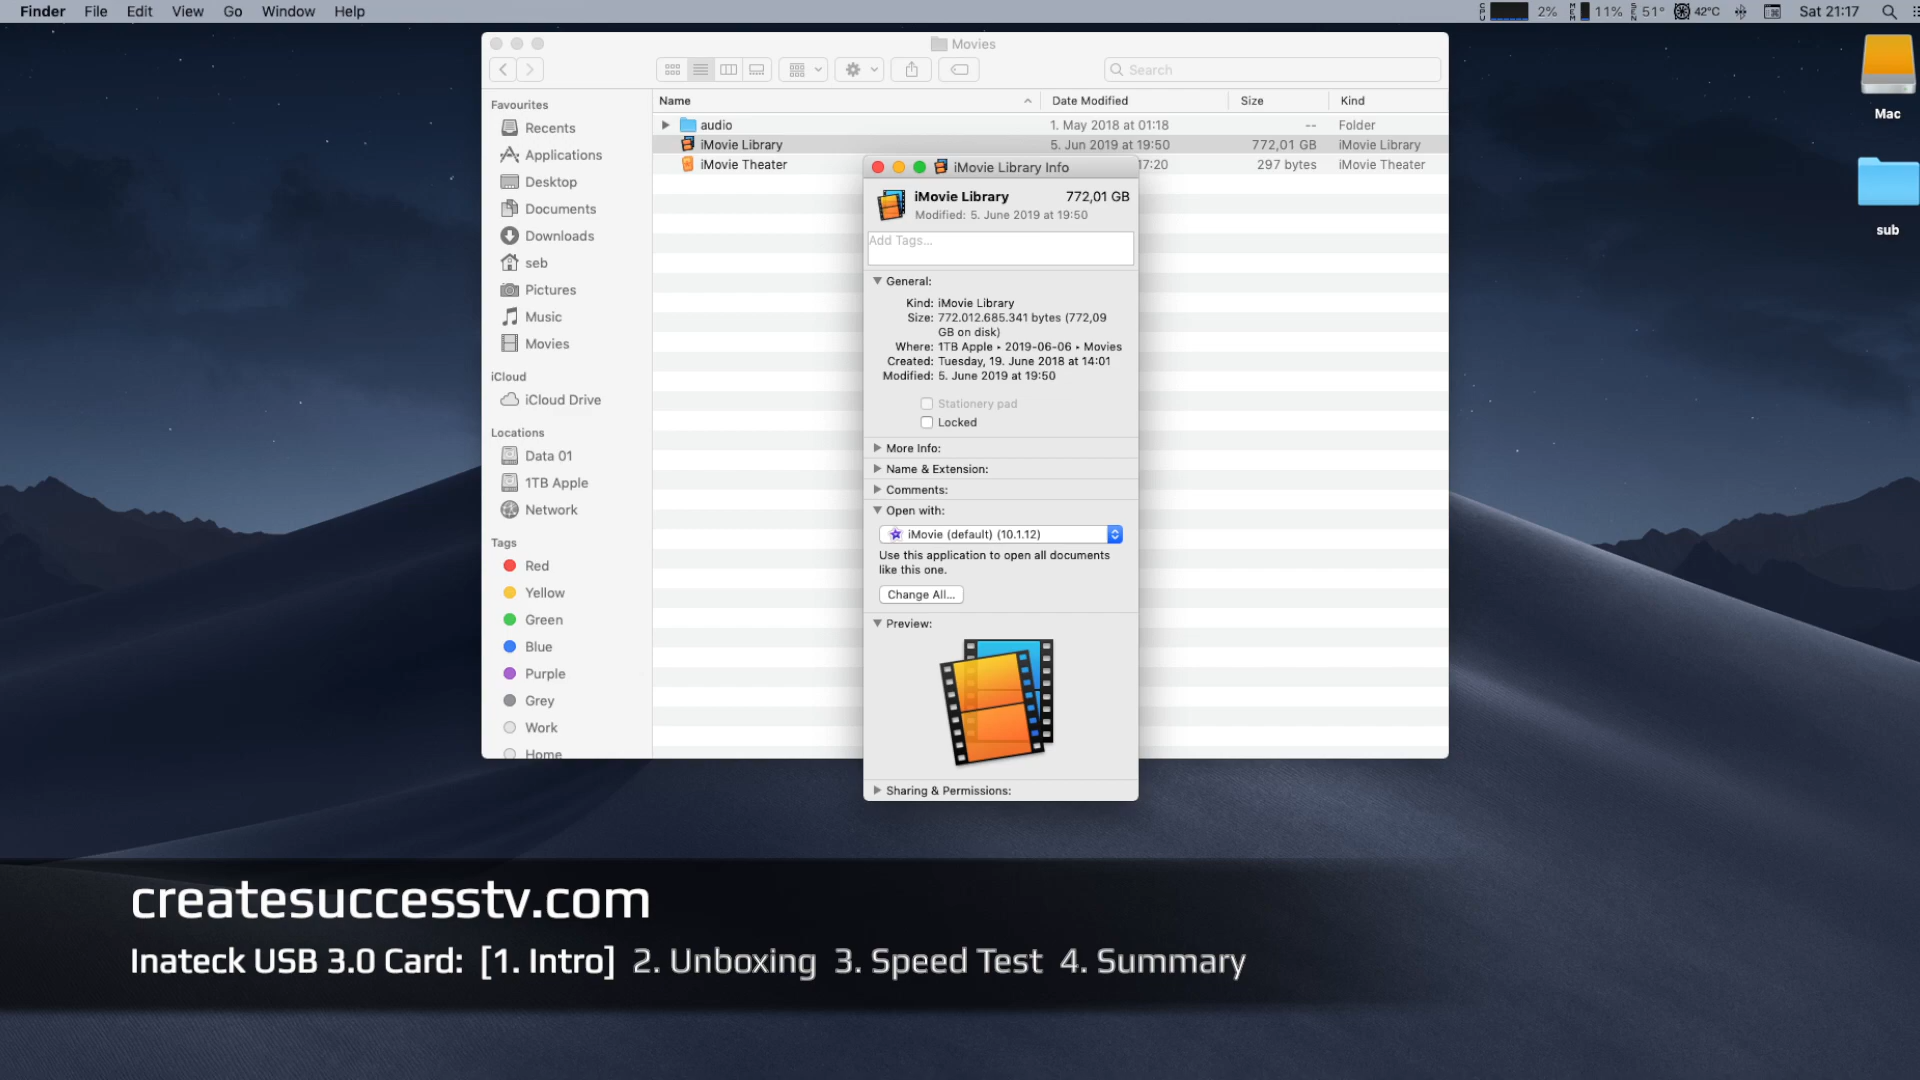 Finder File Edit View Go Window Help
CPU 2% MEM 11% SEN 51° 42°C Sat 21:17
Movies
Search
Name Date Modified Size Kind
audio 1. May 2018 at 01:18 -- Folder
iMovie Library 5. Jun 2019 at 19:50 772,01 GB iMovie Library
iMovie Theater 17:20 297 bytes iMovie Theater
Favourites
Recents
Applications
Desktop
Documents
Downloads
seb
Pictures
Music
Movies
iCloud
iCloud Drive
Locations
Data 01
1TB Apple
Network
Tags
Red
Yellow
Green
Blue
Purple
Grey
Work
Home
iMovie Library Info
iMovie Library 772,01 GB
Modified: 5. June 2019 at 19:50
Add Tags...
General:
Kind: iMovie Library
Size: 772.012.685.341 bytes (772,09
GB on disk)
Where: 1TB Apple ▸ 2019-06-06 ▸ Movies
Created: Tuesday, 19. June 2018 at 14:01
Modified: 5. June 2019 at 19:50
Stationery pad
Locked
More Info:
Name & Extension:
Comments:
Open with:
iMovie (default) (10.1.12)
Use this application to open all documents
like this one.
Change All...
Preview:
Sharing & Permissions:
Mac
sub
createsuccesstv.com
Inateck USB 3.0 Card: [1. Intro] 2. Unboxing 3. Speed Test 4. Summary